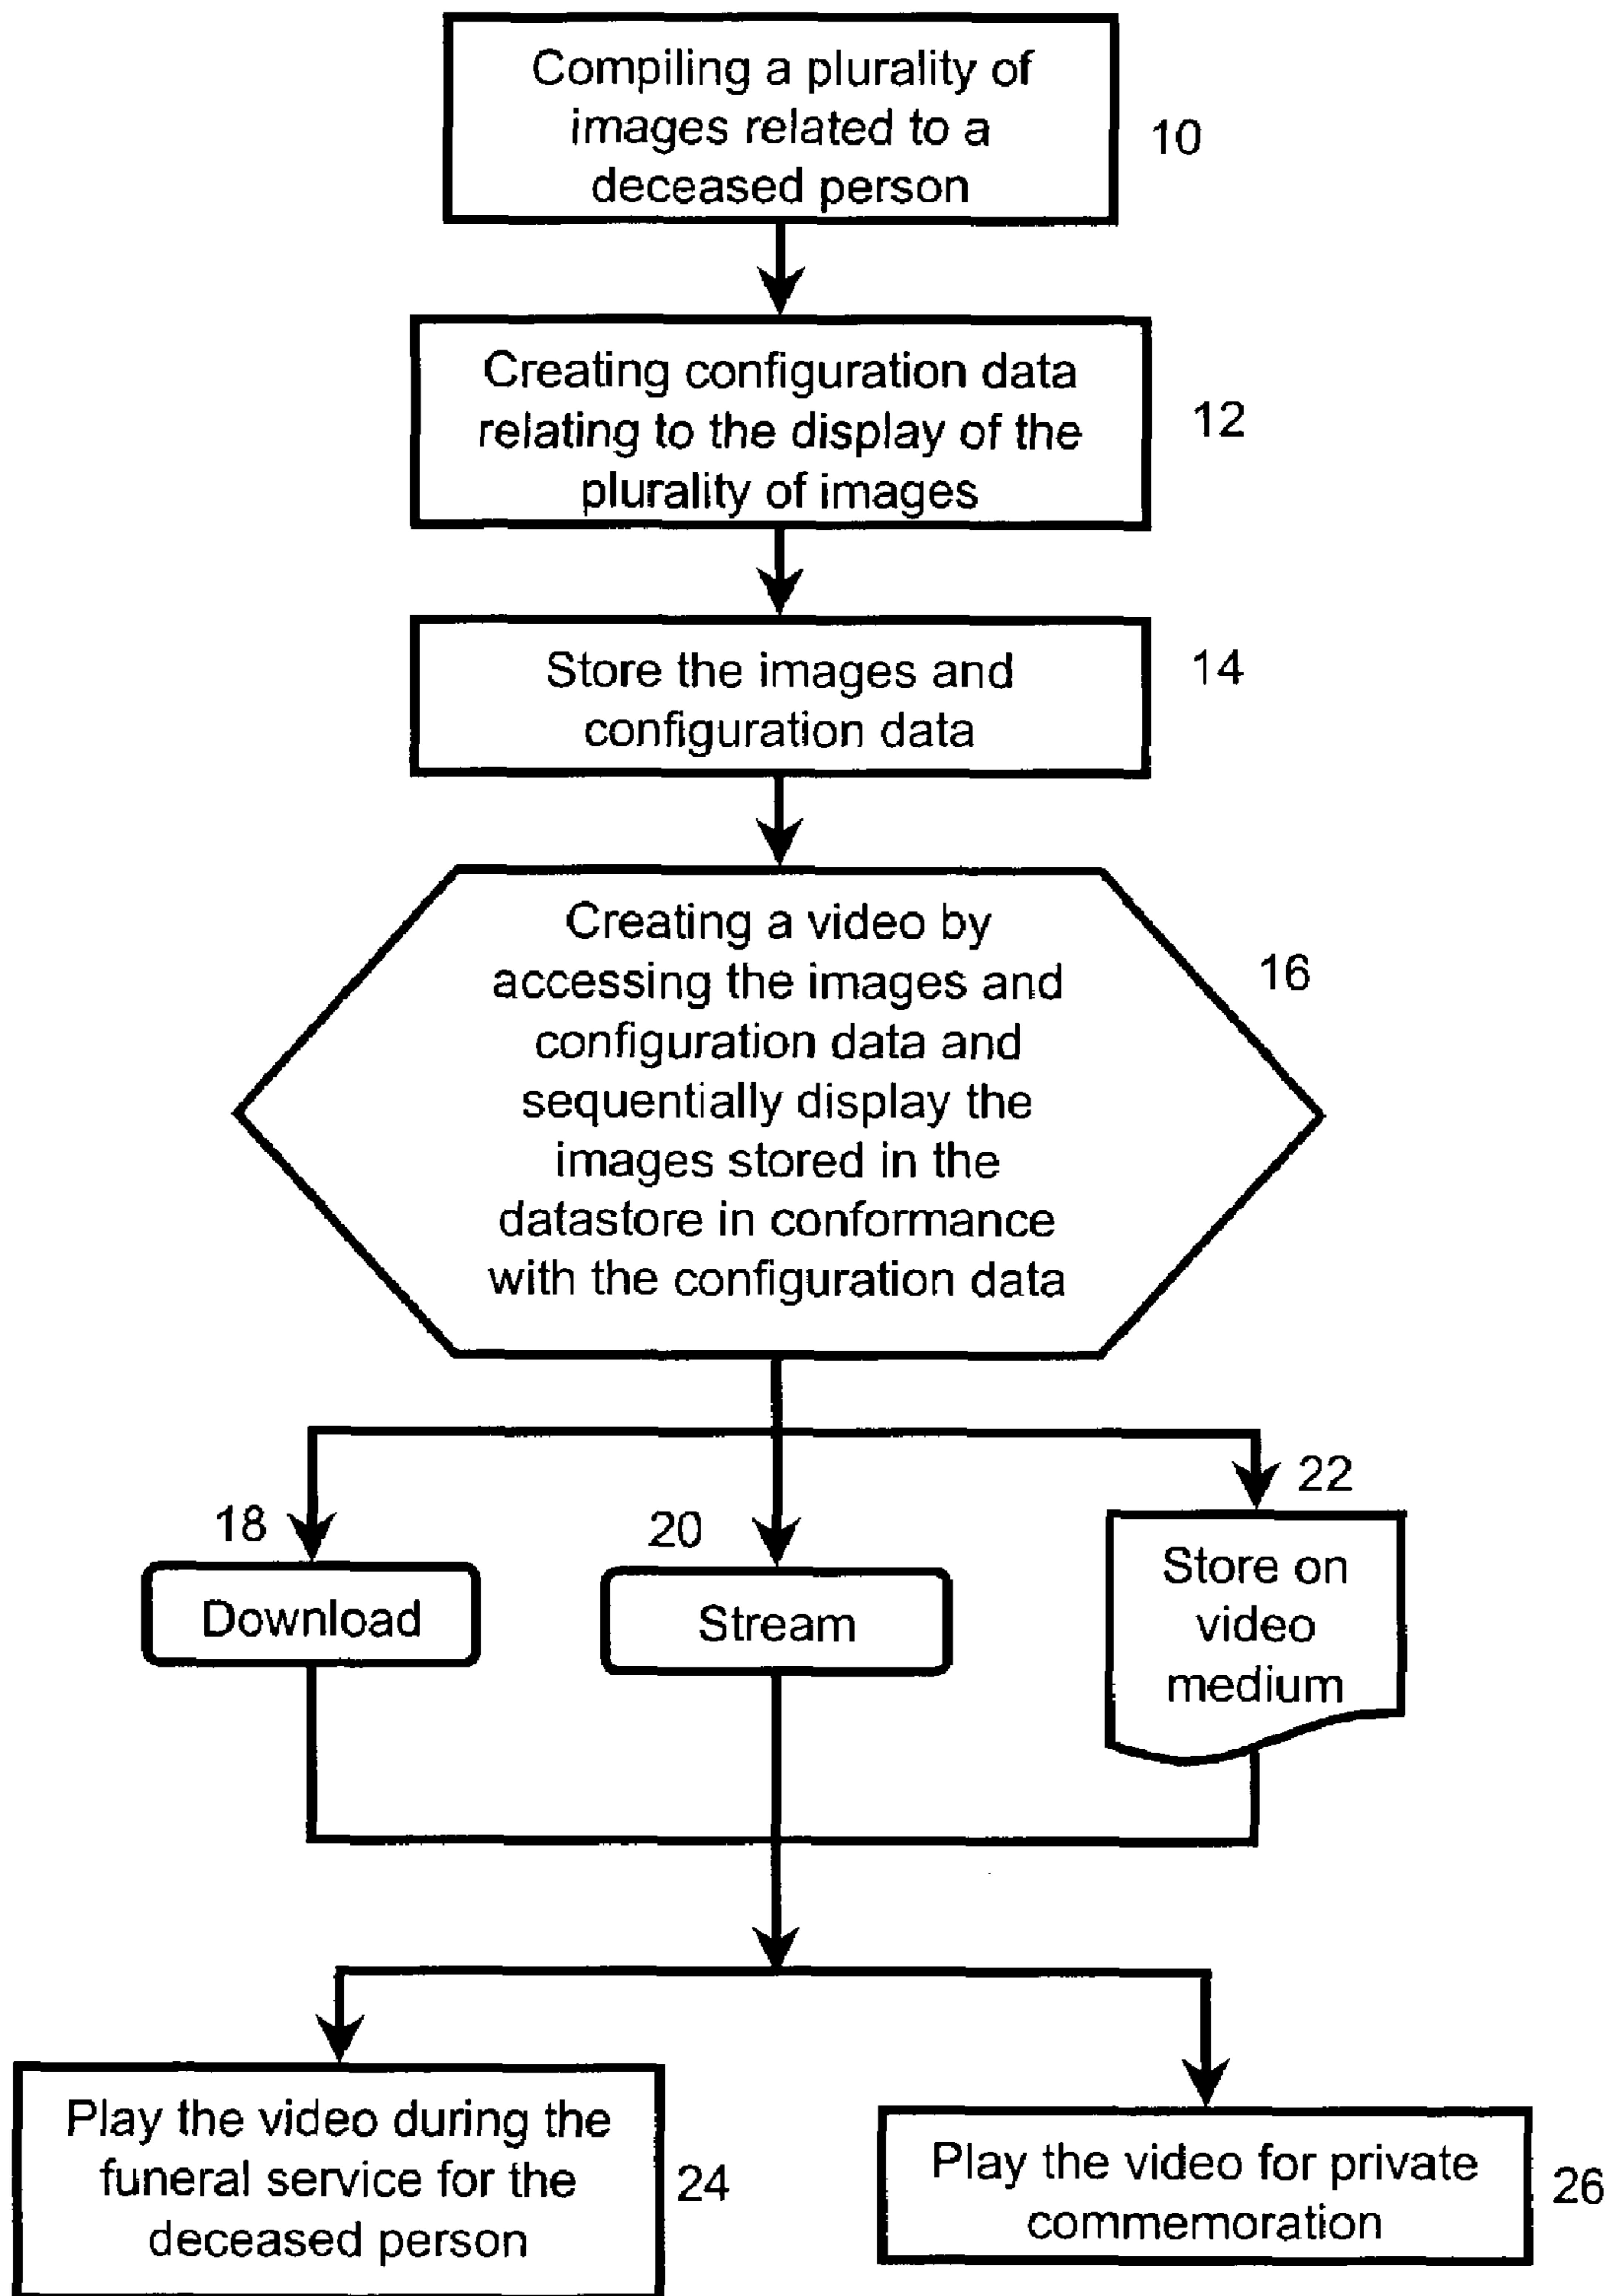 Compiling a plurality of
images related to a
deceased person
10
Creating configuration data
relating to the display of the
plurality of images
12
Store the images and
configuration data
14
Creating a video by
accessing the images and
configuration data and
sequentially display the
images stored in the
datastore in conformance
with the configuration data
16
18
Download
20
Stream
22
Store on
video
medium
Play the video during the
funeral service for the
deceased person
24
Play the video for private
commemoration
26